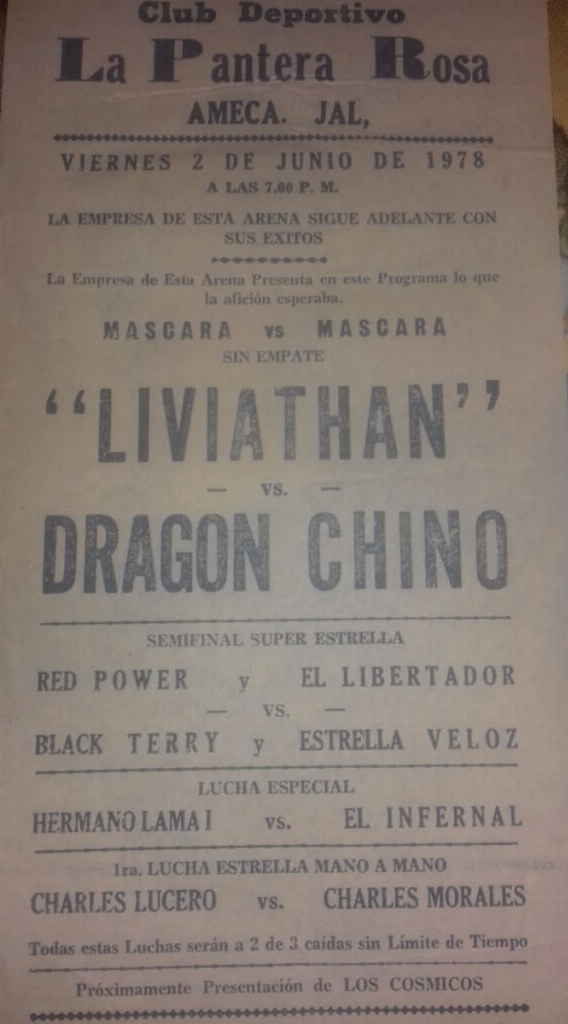 Club Deportivo
La Pantera Rosa
AMECA. JAL,
VIERNES 2 DE JUNIO DE 1978
A LAS 7.00 P. M.
LA EMPRESA DE ESTA ARENA SIGUE ADELANTE CON
SUS EXITOS
La Empresa de Esta Arena Presenta en este Programa lo que
la afición esperaba.
MASCARA vs MASCARA
SIN EMPATE
‘‘LIVIATHAN’’
— VS. —
DRAGON CHINO
SEMIFINAL SUPER ESTRELLA
RED POWER y EL LIBERTADOR
— VS. —
BLACK TERRY y ESTRELLA VELOZ
LUCHA ESPECIAL
HERMANO LAMA I vs. EL INFERNAL
1ra. LUCHA ESTRELLA MANO A MANO
CHARLES LUCERO vs. CHARLES MORALES
Todas estas Luchas serán a 2 de 3 caídas sin Límite de Tiempo
Próximamente Presentación de LOS COSMICOS